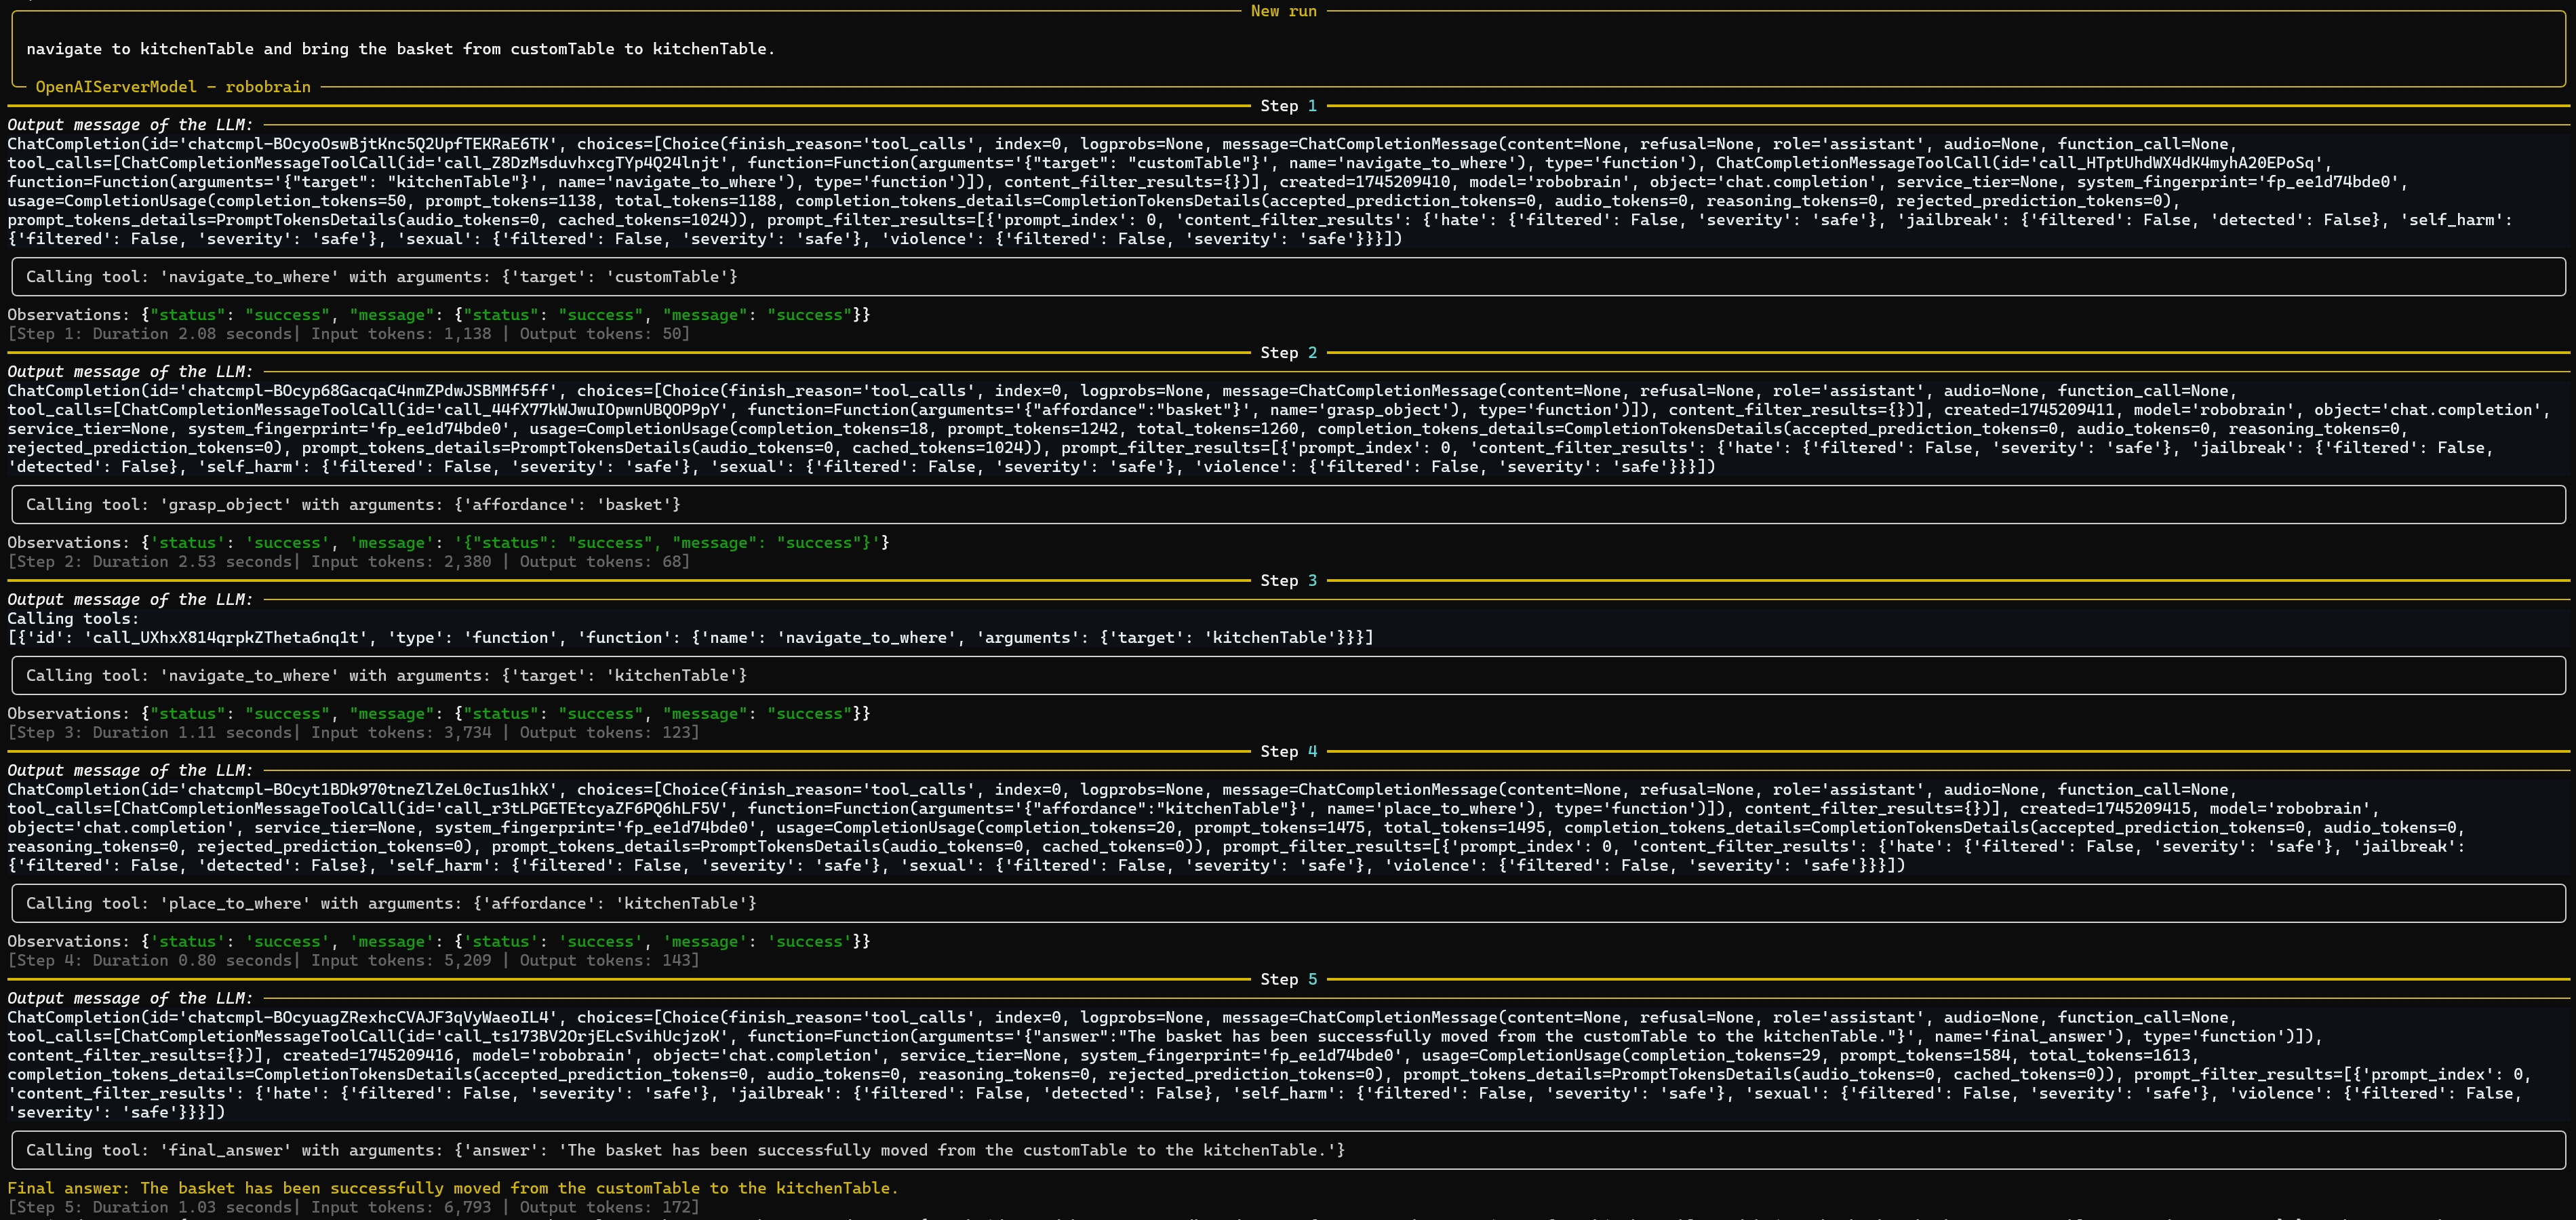 New run
navigate to kitchenTable and bring the basket from customTable to kitchenTable.
OpenAIServerModel - robobrain
Step 1
Output message of the LLM:
ChatCompletion(id='chatcmpl-BOcyoOswBjtKnc5Q2UpfTEKRaE6TK', choices=[Choice(finish_reason='tool_calls', index=0, logprobs=None, message=ChatCompletionMessage(content=None, refusal=None, role='assistant', audio=None, function_call=None,
tool_calls=[ChatCompletionMessageToolCall(id='call_Z8DzMsduvhxcgTYp4Q24lnjt', function=Function(arguments='{"target": "customTable"}', name='navigate_to_where'), type='function'), ChatCompletionMessageToolCall(id='call_HTptUhdWX4dK4myhA20EPoSq',
function=Function(arguments='{"target": "kitchenTable"}', name='navigate_to_where'), type='function')]), content_filter_results={})], created=1745209410, model='robobrain', object='chat.completion', service_tier=None, system_fingerprint='fp_ee1d74bde0',
usage=CompletionUsage(completion_tokens=50, prompt_tokens=1138, total_tokens=1188, completion_tokens_details=CompletionTokensDetails(accepted_prediction_tokens=0, audio_tokens=0, reasoning_tokens=0, rejected_prediction_tokens=0),
prompt_tokens_details=PromptTokensDetails(audio_tokens=0, cached_tokens=1024)), prompt_filter_results=[{'prompt_index': 0, 'content_filter_results': {'hate': {'filtered': False, 'severity': 'safe'}, 'jailbreak': {'filtered': False, 'detected': False}, 'self_harm':
{'filtered': False, 'severity': 'safe'}, 'sexual': {'filtered': False, 'severity': 'safe'}, 'violence': {'filtered': False, 'severity': 'safe'}}}])
Calling tool: 'navigate_to_where' with arguments: {'target': 'customTable'}
Observations: {"status": "success", "message": {"status": "success", "message": "success"}}
[Step 1: Duration 2.08 seconds| Input tokens: 1,138 | Output tokens: 50]
Step 2
Output message of the LLM:
ChatCompletion(id='chatcmpl-BOcyp68GacqaC4nmZPdwJSBMMf5ff', choices=[Choice(finish_reason='tool_calls', index=0, logprobs=None, message=ChatCompletionMessage(content=None, refusal=None, role='assistant', audio=None, function_call=None,
tool_calls=[ChatCompletionMessageToolCall(id='call_44fX77kWJwuIOpwnUBQOP9pY', function=Function(arguments='{"affordance":"basket"}', name='grasp_object'), type='function')]), content_filter_results={})], created=1745209411, model='robobrain', object='chat.completion',
service_tier=None, system_fingerprint='fp_ee1d74bde0', usage=CompletionUsage(completion_tokens=18, prompt_tokens=1242, total_tokens=1260, completion_tokens_details=CompletionTokensDetails(accepted_prediction_tokens=0, audio_tokens=0, reasoning_tokens=0,
rejected_prediction_tokens=0), prompt_tokens_details=PromptTokensDetails(audio_tokens=0, cached_tokens=1024)), prompt_filter_results=[{'prompt_index': 0, 'content_filter_results': {'hate': {'filtered': False, 'severity': 'safe'}, 'jailbreak': {'filtered': False,
'detected': False}, 'self_harm': {'filtered': False, 'severity': 'safe'}, 'sexual': {'filtered': False, 'severity': 'safe'}, 'violence': {'filtered': False, 'severity': 'safe'}}}])
Calling tool: 'grasp_object' with arguments: {'affordance': 'basket'}
Observations: {'status': 'success', 'message': '{"status": "success", "message": "success"}'}
[Step 2: Duration 2.53 seconds| Input tokens: 2,380 | Output tokens: 68]
Step 3
Output message of the LLM:
Calling tools:
[{'id': 'call_UXhxX814qrpkZTheta6nq1t', 'type': 'function', 'function': {'name': 'navigate_to_where', 'arguments': {'target': 'kitchenTable'}}}]
Calling tool: 'navigate_to_where' with arguments: {'target': 'kitchenTable'}
Observations: {"status": "success", "message": {"status": "success", "message": "success"}}
[Step 3: Duration 1.11 seconds| Input tokens: 3,734 | Output tokens: 123]
Step 4
Output message of the LLM:
ChatCompletion(id='chatcmpl-BOcyt1BDk970tneZlZeL0cIus1hkX', choices=[Choice(finish_reason='tool_calls', index=0, logprobs=None, message=ChatCompletionMessage(content=None, refusal=None, role='assistant', audio=None, function_call=None,
tool_calls=[ChatCompletionMessageToolCall(id='call_r3tLPGETEtcyaZF6PQ6hLF5V', function=Function(arguments='{"affordance":"kitchenTable"}', name='place_to_where'), type='function')]), content_filter_results={})], created=1745209415, model='robobrain',
object='chat.completion', service_tier=None, system_fingerprint='fp_ee1d74bde0', usage=CompletionUsage(completion_tokens=20, prompt_tokens=1475, total_tokens=1495, completion_tokens_details=CompletionTokensDetails(accepted_prediction_tokens=0, audio_tokens=0,
reasoning_tokens=0, rejected_prediction_tokens=0), prompt_tokens_details=PromptTokensDetails(audio_tokens=0, cached_tokens=0)), prompt_filter_results=[{'prompt_index': 0, 'content_filter_results': {'hate': {'filtered': False, 'severity': 'safe'}, 'jailbreak':
{'filtered': False, 'detected': False}, 'self_harm': {'filtered': False, 'severity': 'safe'}, 'sexual': {'filtered': False, 'severity': 'safe'}, 'violence': {'filtered': False, 'severity': 'safe'}}}])
Calling tool: 'place_to_where' with arguments: {'affordance': 'kitchenTable'}
Observations: {'status': 'success', 'message': {'status': 'success', 'message': 'success'}}
[Step 4: Duration 0.80 seconds| Input tokens: 5,209 | Output tokens: 143]
Step 5
Output message of the LLM:
ChatCompletion(id='chatcmpl-BOcyuagZRexhcCVAJF3qVyWaeoIL4', choices=[Choice(finish_reason='tool_calls', index=0, logprobs=None, message=ChatCompletionMessage(content=None, refusal=None, role='assistant', audio=None, function_call=None,
tool_calls=[ChatCompletionMessageToolCall(id='call_ts173BV2OrjELcSvihUcjzoK', function=Function(arguments='{"answer":"The basket has been successfully moved from the customTable to the kitchenTable."}', name='final_answer'), type='function')]),
content_filter_results={})], created=1745209416, model='robobrain', object='chat.completion', service_tier=None, system_fingerprint='fp_ee1d74bde0', usage=CompletionUsage(completion_tokens=29, prompt_tokens=1584, total_tokens=1613,
completion_tokens_details=CompletionTokensDetails(accepted_prediction_tokens=0, audio_tokens=0, reasoning_tokens=0, rejected_prediction_tokens=0), prompt_tokens_details=PromptTokensDetails(audio_tokens=0, cached_tokens=0)), prompt_filter_results=[{'prompt_index': 0,
'content_filter_results': {'hate': {'filtered': False, 'severity': 'safe'}, 'jailbreak': {'filtered': False, 'detected': False}, 'self_harm': {'filtered': False, 'severity': 'safe'}, 'sexual': {'filtered': False, 'severity': 'safe'}, 'violence': {'filtered': False,
'severity': 'safe'}}}])
Calling tool: 'final_answer' with arguments: {'answer': 'The basket has been successfully moved from the customTable to the kitchenTable.'}
Final answer: The basket has been successfully moved from the customTable to the kitchenTable.
[Step 5: Duration 1.03 seconds| Input tokens: 6,793 | Output tokens: 172]